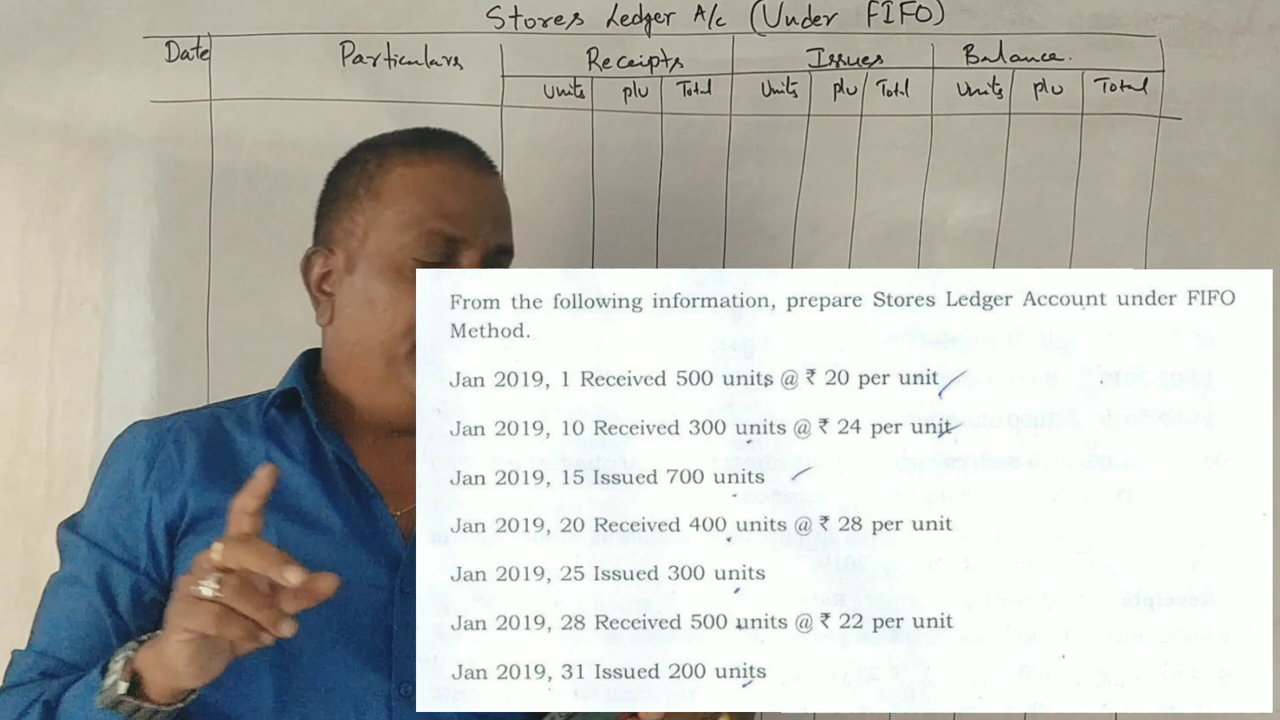 Stores Ledger A/c (Under FIFO)
Date Particulars Receipts Issues Balance.
Units p/u Total Units p/u Total Units p/u Total
From the following information, prepare Stores Ledger Account under FIFO
Method.
Jan 2019, 1 Received 500 units @ ₹ 20 per unit
Jan 2019, 10 Received 300 units @ ₹ 24 per unit
Jan 2019, 15 Issued 700 units
Jan 2019, 20 Received 400 units @ ₹ 28 per unit
Jan 2019, 25 Issued 300 units
Jan 2019, 28 Received 500 units @ ₹ 22 per unit
Jan 2019, 31 Issued 200 units